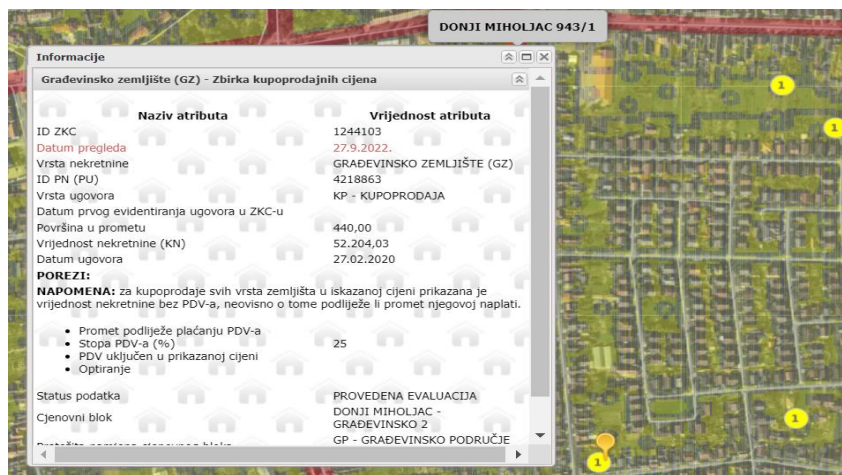 DONJI MIHOLJAC 943/1
Informacije
Građevinsko zemljište (GZ) - Zbirka kupoprodajnih cijena
Naziv atributa Vrijednost atributa
ID ZKC 1244103
Datum pregleda 27.9.2022.
Vrsta nekretnine GRAĐEVINSKO ZEMLJIŠTE (GZ)
ID PN (PU) 4218863
Vrsta ugovora KP - KUPOPRODAJA
Datum prvog evidentiranja ugovora u ZKC-u
Površina u prometu 440,00
Vrijednost nekretnine (KN) 52.204,03
Datum ugovora 27.02.2020
POREZI:
NAPOMENA: za kupoprodaje svih vrsta zemljišta u iskazanoj cijeni prikazana je
vrijednost nekretnine bez PDV-a, neovisno o tome podliježe li promet njegovoj naplati.
• Promet podliježe plaćanju PDV-a
• Stopa PDV-a (%) 25
• PDV uključen u prikazanoj cijeni
• Optiranje
Status podatka PROVEDENA EVALUACIJA
Cjenovni blok DONJI MIHOLJAC -
GRAĐEVINSKO 2
GP - GRAĐEVINSKO PODRUČJE
1
1
1
1